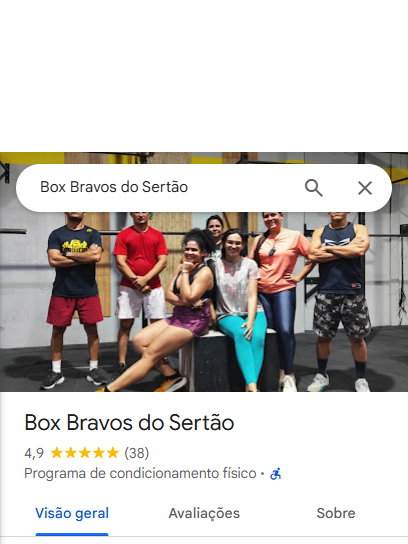 Box Bravos do Sertão
Box Bravos do Sertão
4,9 (38)
Programa de condicionamento físico ·
Visão geral
Avaliações
Sobre